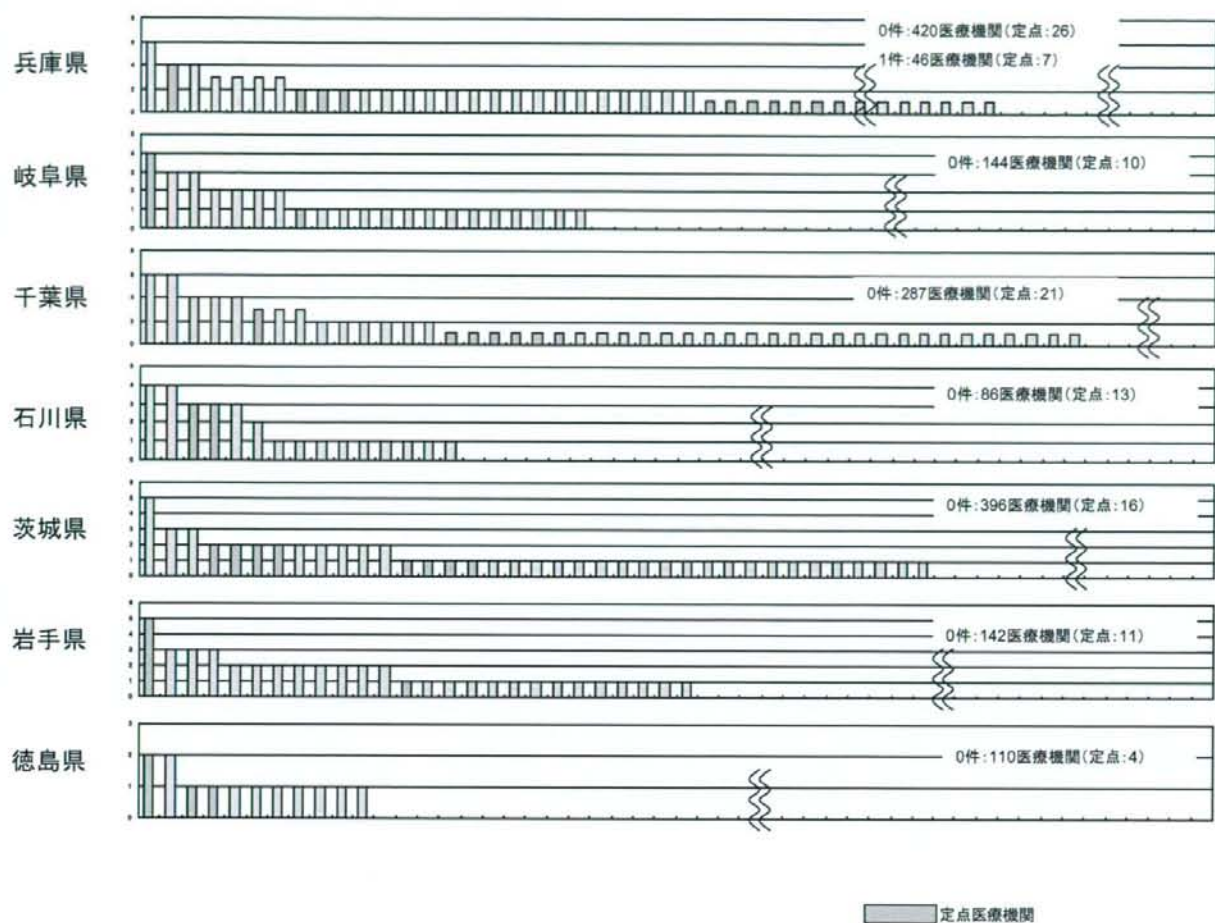 兵庫県
0件:420医療機関(定点:26)
1件:46医療機関(定点:7)
岐阜県
0件:144医療機関(定点:10)
千葉県
0件:287医療機関(定点:21)
石川県
0件:86医療機関(定点:13)
茨城県
0件:396医療機関(定点:16)
岩手県
0件:142医療機関(定点:11)
徳島県
0件:110医療機関(定点:4)
定点医療機関